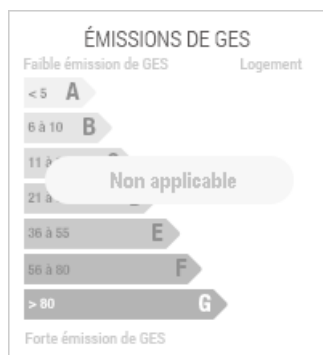 ÉMISSIONS DE GES
Faible émission de GES Logement
< 5 A
6 à 10 B
11 à
Non applicable
21 à
36 à 55 E
56 à 80 F
> 80 G
Forte émission de GES